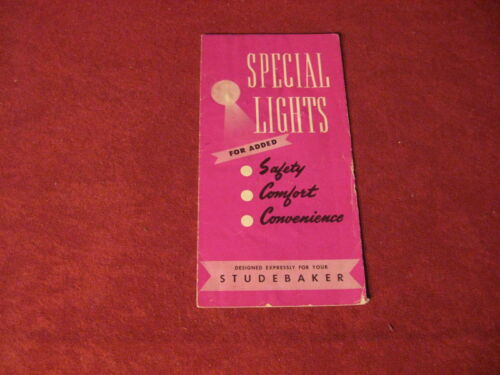 SPECIAL
LIGHTS
FOR ADDED
Safety
Comfort
Convenience
DESIGNED EXPRESSLY FOR YOUR
STUDEBAKER